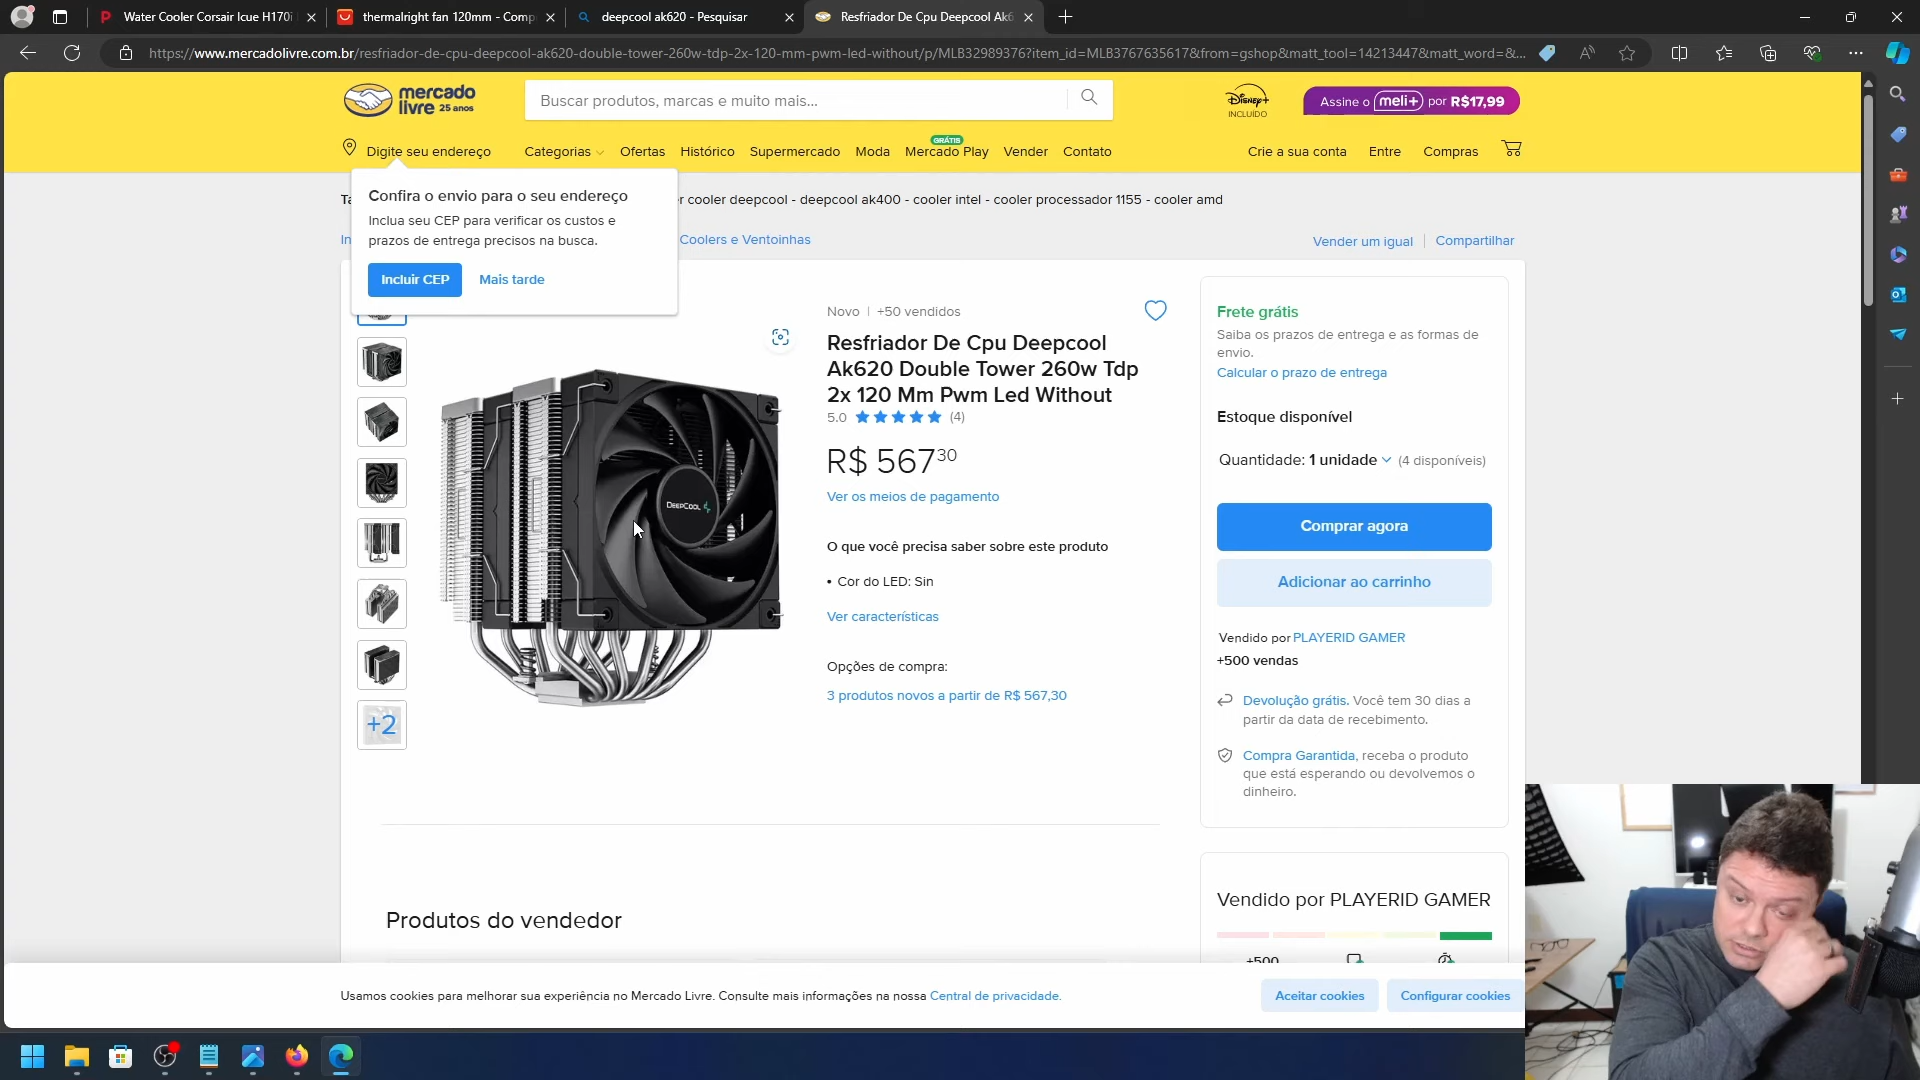 Water Cooler Corsair Icue H170i
thermalright fan 120mm - Comp
deepcool ak620 - Pesquisar
Resfriador De Cpu Deepcool Ak6
https://www.mercadolivre.com.br/resfriador-de-cpu-deepcool-ak620-double-tower-260w-tdp-2x-120-mm-pwm-led-without/p/MLB32989376?item_id=MLB3767635617&from=gshop&matt_tool=14213447&matt_word=&...
mercado
livre 25 anos
Buscar produtos, marcas e muito mais...
Disney+
INCLUÍDO
Assine o meli+ por R$17,99
Digite seu endereço
Categorias
Ofertas
Histórico
Supermercado
Moda
GRÁTIS
Mercado Play
Vender
Contato
Crie a sua conta
Entre
Compras
Confira o envio para o seu endereço
Inclua seu CEP para verificar os custos e
prazos de entrega precisos na busca.
Incluir CEP
Mais tarde
cooler deepcool - deepcool ak400 - cooler intel - cooler processador 1155 - cooler amd
Coolers e Ventoinhas
Vender um igual
Compartilhar
Novo | +50 vendidos
Resfriador De Cpu Deepcool
Ak620 Double Tower 260w Tdp
2x 120 Mm Pwm Led Without
5.0 (4)
R$ 567 30
Ver os meios de pagamento
O que você precisa saber sobre este produto
• Cor do LED: Sin
Ver características
Opções de compra:
3 produtos novos a partir de R$ 567,30
DEEPCOOL
+2
Frete grátis
Saiba os prazos de entrega e as formas de
envio.
Calcular o prazo de entrega
Estoque disponível
Quantidade: 1 unidade (4 disponíveis)
Comprar agora
Adicionar ao carrinho
Vendido por PLAYERID GAMER
+500 vendas
Devolução grátis. Você tem 30 dias a
partir da data de recebimento.
Compra Garantida, receba o produto
que está esperando ou devolvemos o
dinheiro.
Produtos do vendedor
Vendido por PLAYERID GAMER
+500
Usamos cookies para melhorar sua experiência no Mercado Livre. Consulte mais informações na nossa Central de privacidade.
Aceitar cookies
Configurar cookies